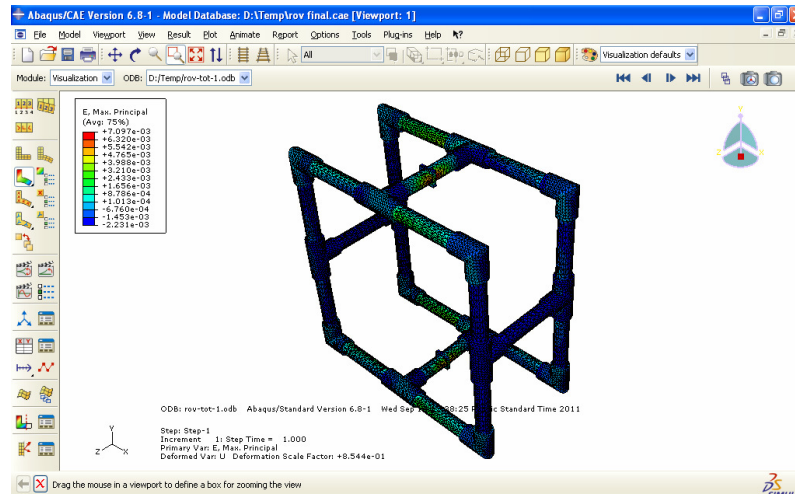 Abaqus/CAE Version 6.8-1 - Model Database: D:\Temp\rov final.cae [Viewport: 1]
File Model Viewport View Result Plot Animate Report Options Tools Plug-ins Help
All Visualization defaults
Module: Visualization ODB: D:/Temp/rov-tot-1.odb
E, Max. Principal
(Avg: 75%)
+7.097e-03
+6.320e-03
+5.542e-03
+4.765e-03
+3.988e-03
+3.210e-03
+2.433e-03
+1.656e-03
+8.786e-04
+1.013e-04
-6.760e-04
-1.453e-03
-2.231e-03
Y
ODB: rov-tot-1.odb Abaqus/Standard Version 6.8-1 Wed Sep 38:25 ic Standard Time 2011
Y
Z X
Step: Step-1
Increment 1: Step Time = 1.000
Primary Var: E, Max. Principal
Deformed Var: U Deformation Scale Factor: +8.544e-01
Drag the mouse in a viewport to define a box for zooming the view